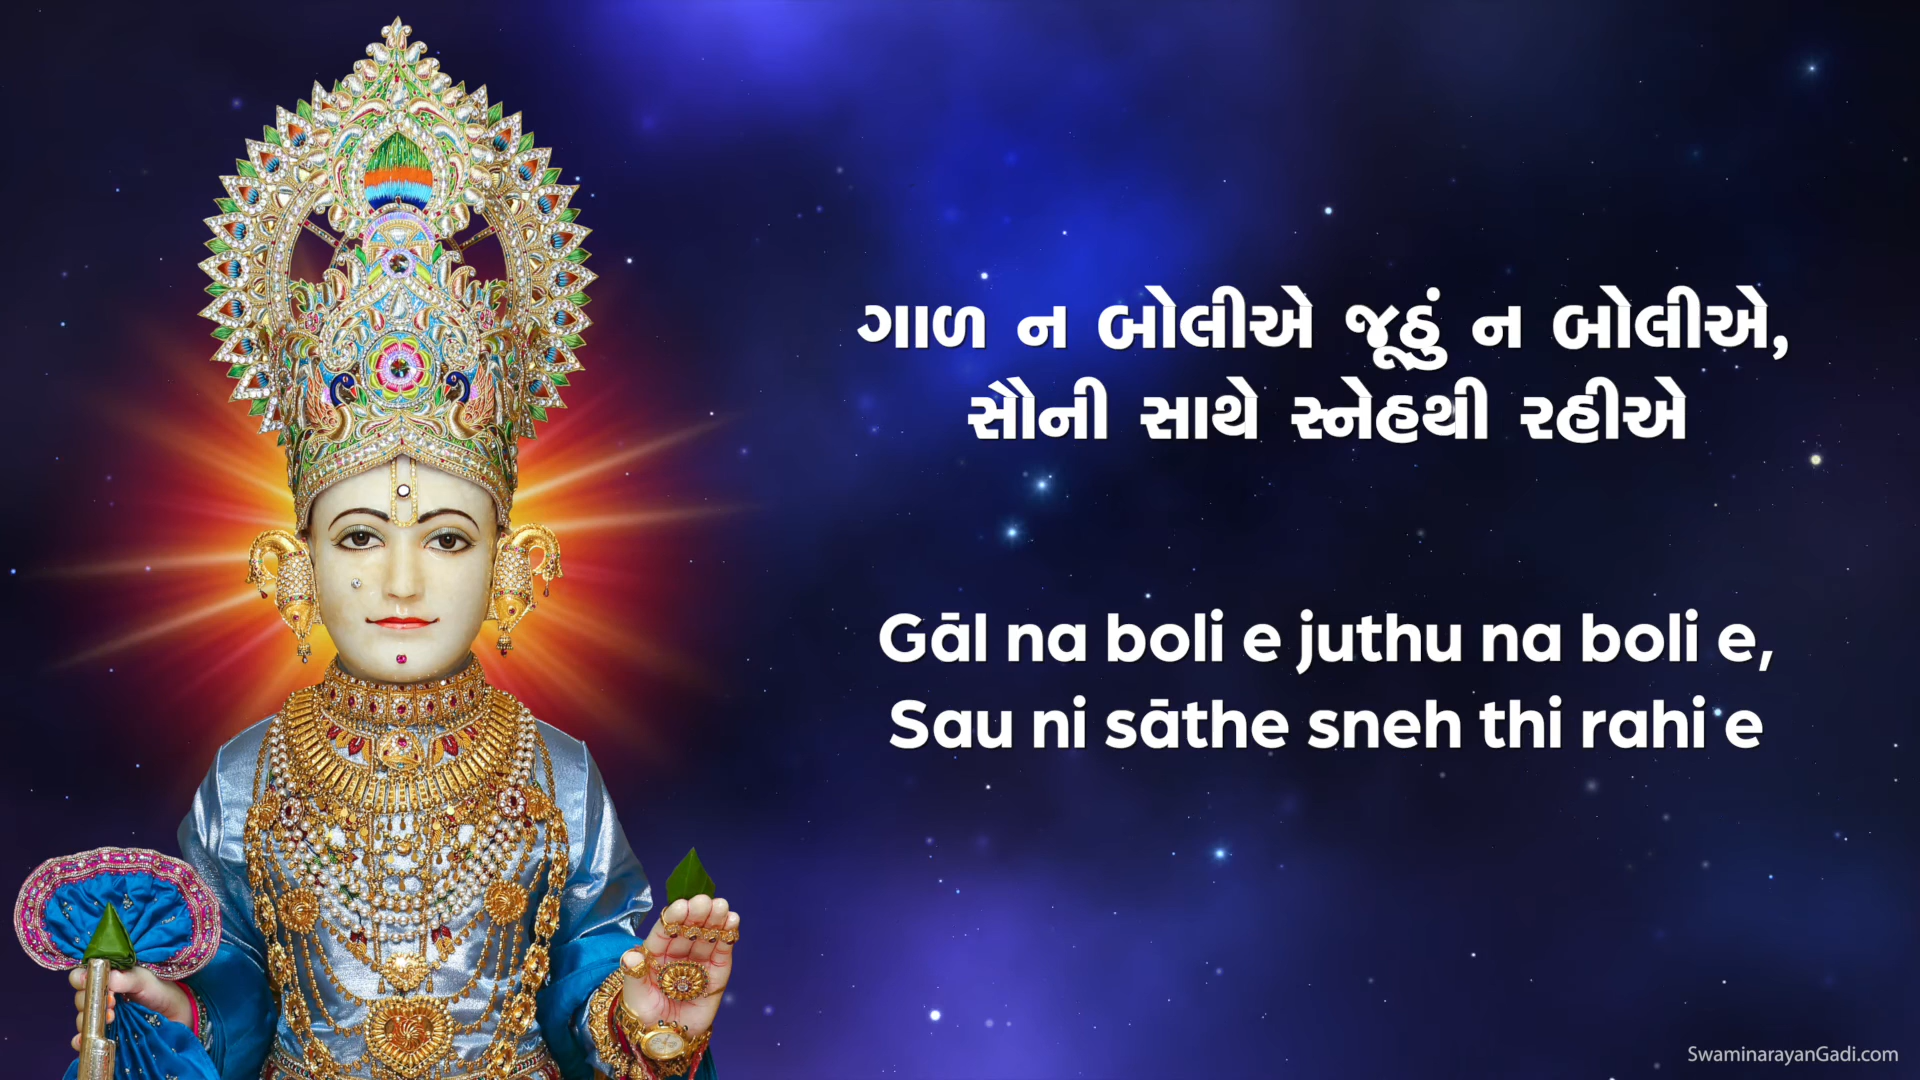 ગાળ ન બોલીએ જૂઠું ન બોલીએ,
સૌની સાથે સ્નેહથી રહીએ
Gāl na boli e juthu na boli e,
Sau ni sāthe sneh thi rahi e
SwaminarayanGadi.com